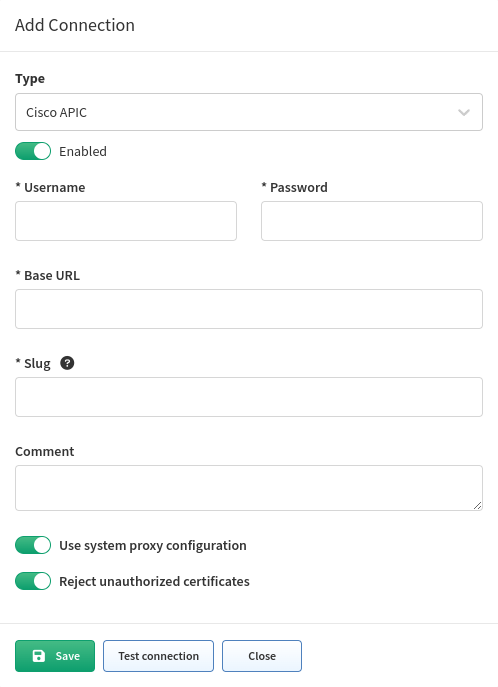 Add Connection
Type
Cisco APIC
Enabled
* Username
* Password
* Base URL
* Slug ?
Comment
Use system proxy configuration
Reject unauthorized certificates
Save Test connection Close